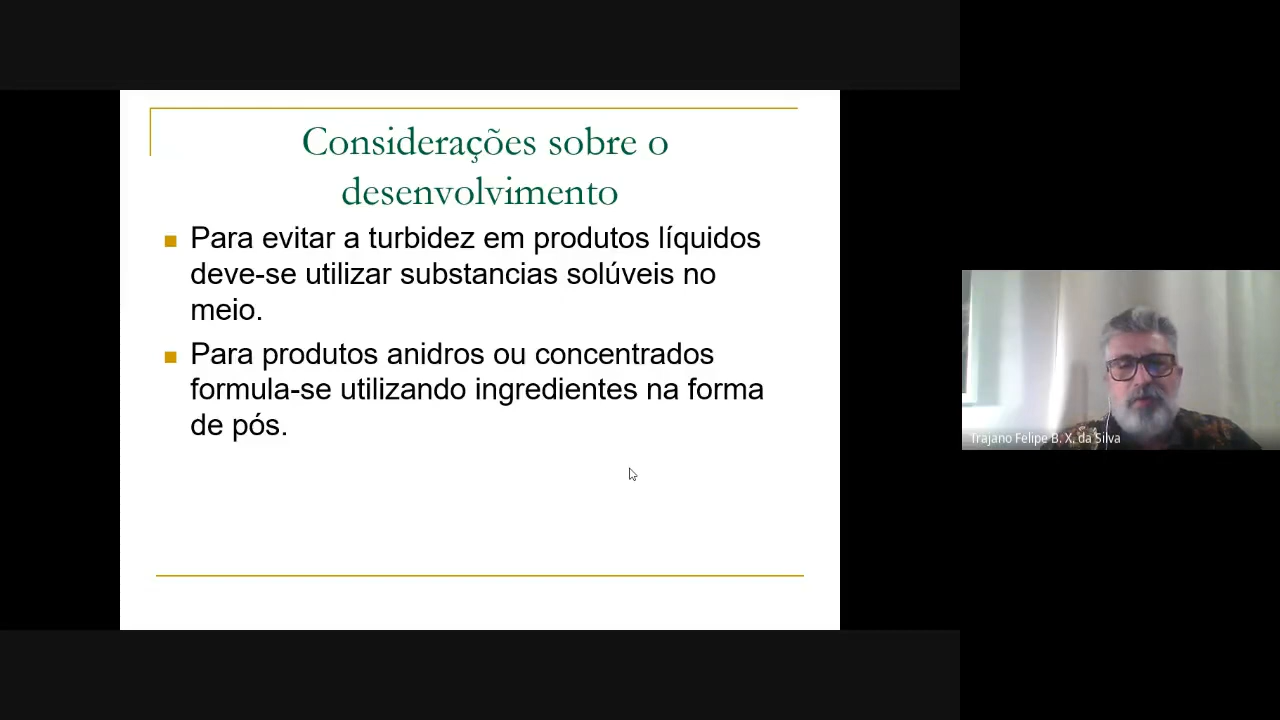 Considerações sobre o
desenvolvimento
Para evitar a turbidez em produtos líquidos
deve-se utilizar substancias solúveis no
meio.
Para produtos anidros ou concentrados
formula-se utilizando ingredientes na forma
de pós.
Trajano Felipe B. X. da Silva